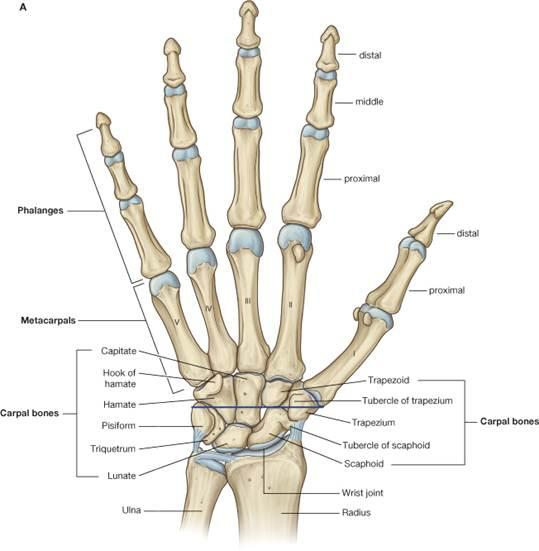 A
distal
middle
proximal
Phalanges
distal
proximal
Metacarpals
V
IV
III
II
I
Capitate
Hook of
hamate
Hamate
Carpal bones
Pisiform
Triquetrum
Lunate
Ulna
Trapezoid
Tubercle of trapezium
Trapezium
Carpal bones
Tubercle of scaphoid
Scaphoid
Wrist joint
Radius